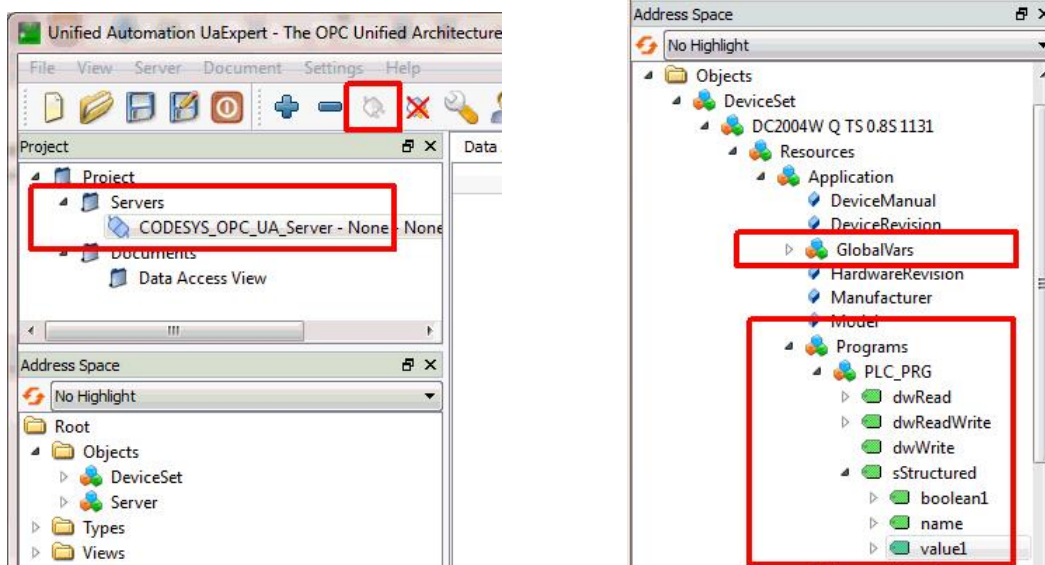 Unified Automation UaExpert - The OPC Unified Architecture
File View Server Document Settings Help
Project
Data
Project
Servers
CODESYS_OPC_UA_Server - None - None
Documents
Data Access View
Address Space
No Highlight
Root
Objects
DeviceSet
Server
Types
Views
Address Space
No Highlight
Objects
DeviceSet
DC2004W Q TS 0.8S 1131
Resources
Application
DeviceManual
DeviceRevision
GlobalVars
HardwareRevision
Manufacturer
Model
Programs
PLC_PRG
dwRead
dwReadWrite
dwWrite
sStructured
boolean1
name
value1